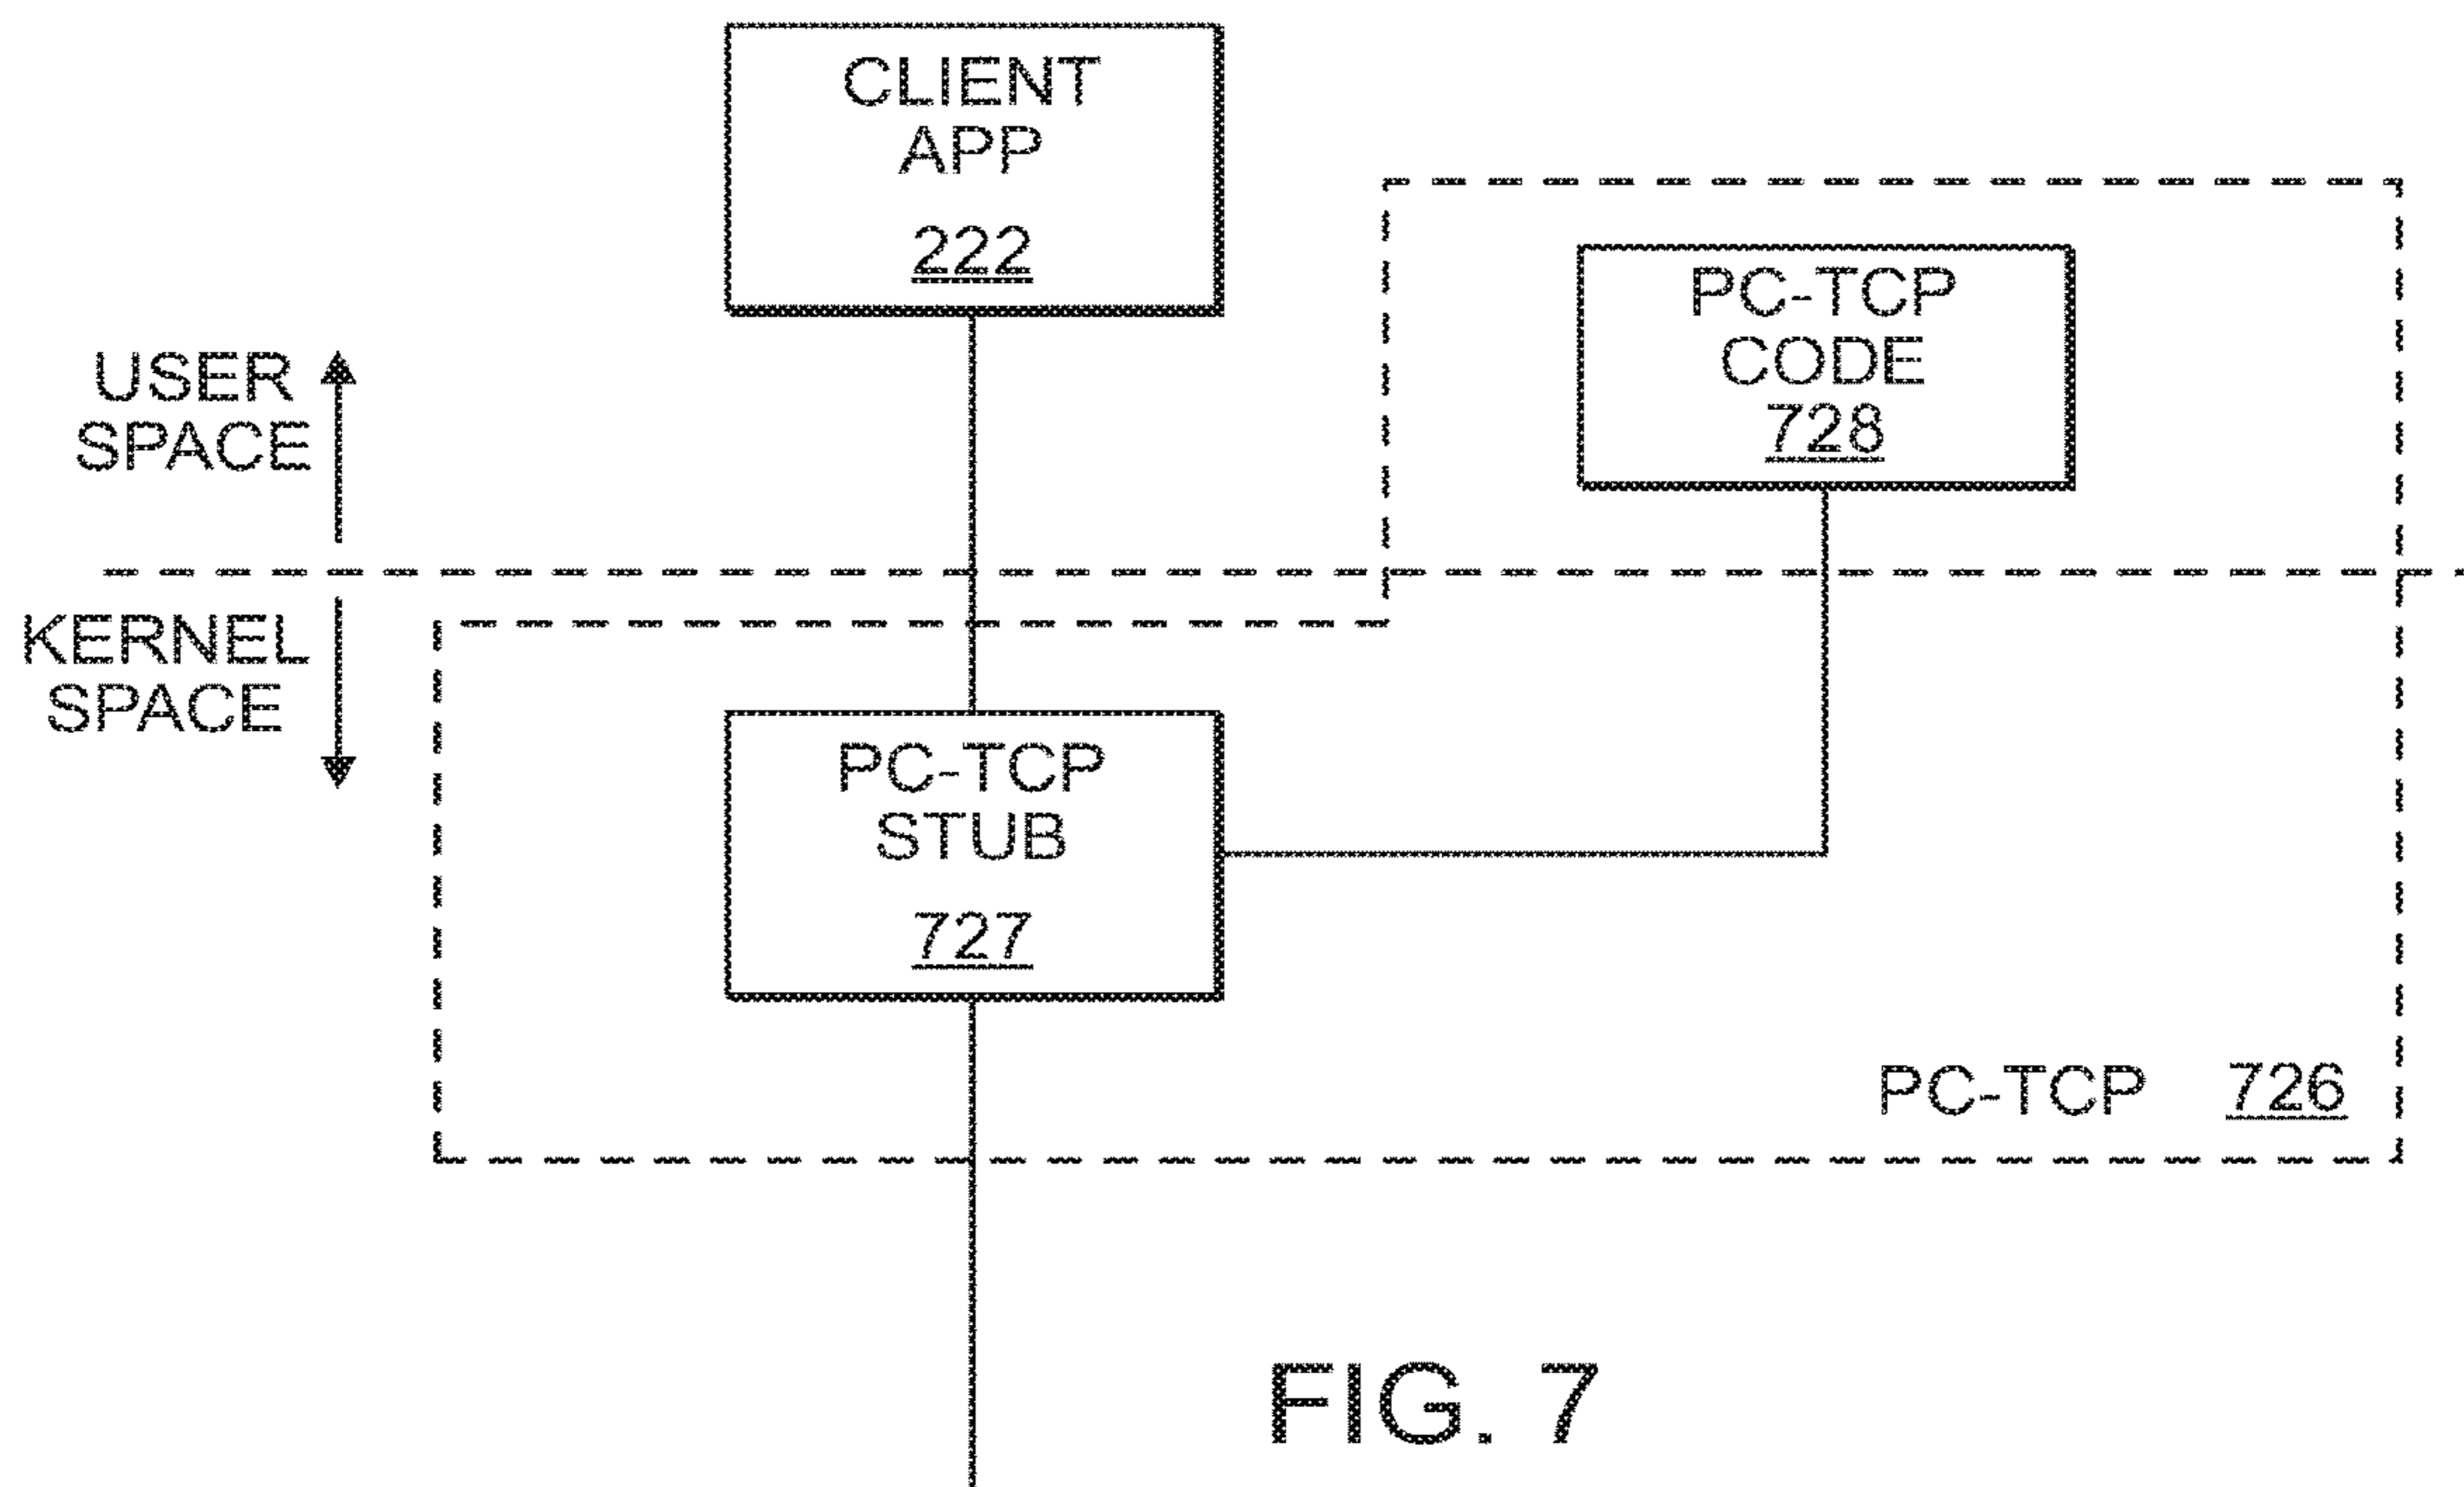 CLIENT
APP
222
PC-TCP
CODE
728
USER
SPACE
KERNEL
SPACE
PC-TCP
STUB
727
PC-TCP 726
FIG. 7